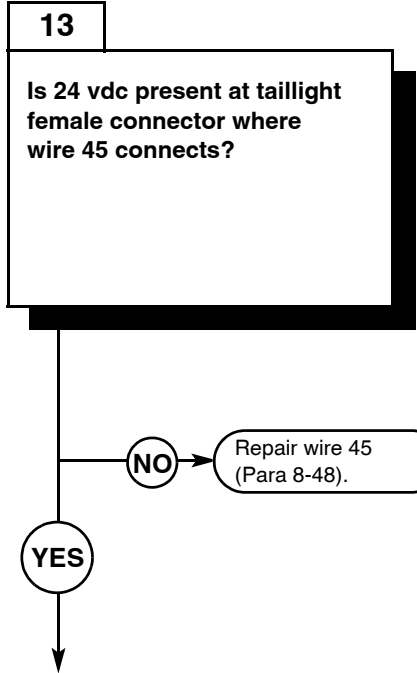 13
Is 24 vdc present at taillight
female connector where
wire 45 connects?
NO
Repair wire 45
(Para 8-48).
YES